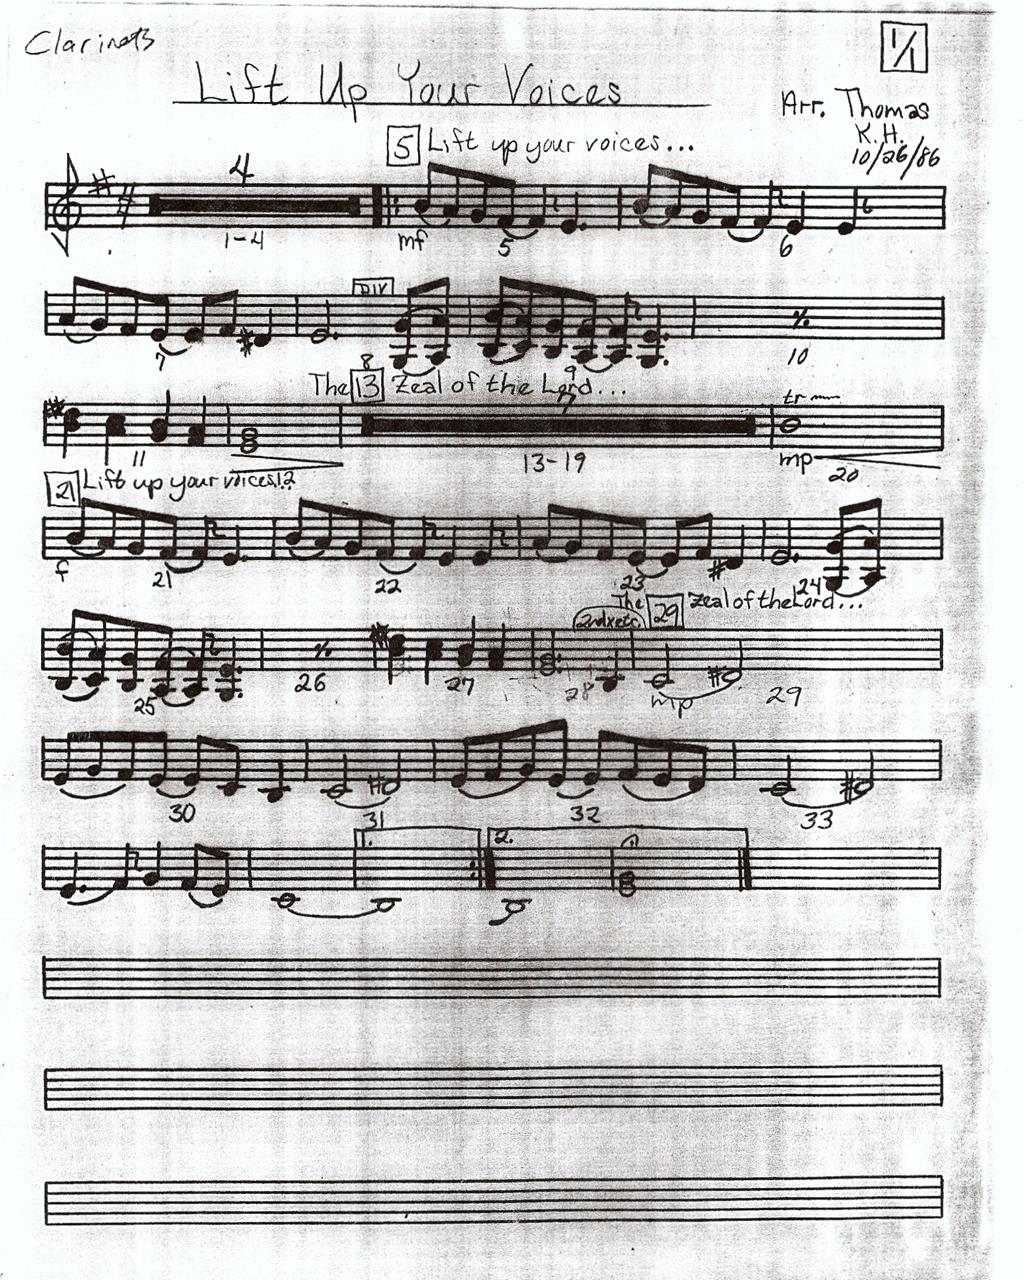 Clarinets
1/1
Lift Up Your Voices
Arr. Thomas
K.H.
10/26/86
5 Lift up your voices...
4
1-4
mf
5
6
DIV
7
8
9
10
The 13 Zeal of the Lord...
7
tr
11
13-19
mp
20
21 Lift up your voices...
12
f
21
22
23
24
The 29 Zeal of the Lord...
2nd x etc.
25
26
27
28
mp
29
30
31
32
33
1.
2.